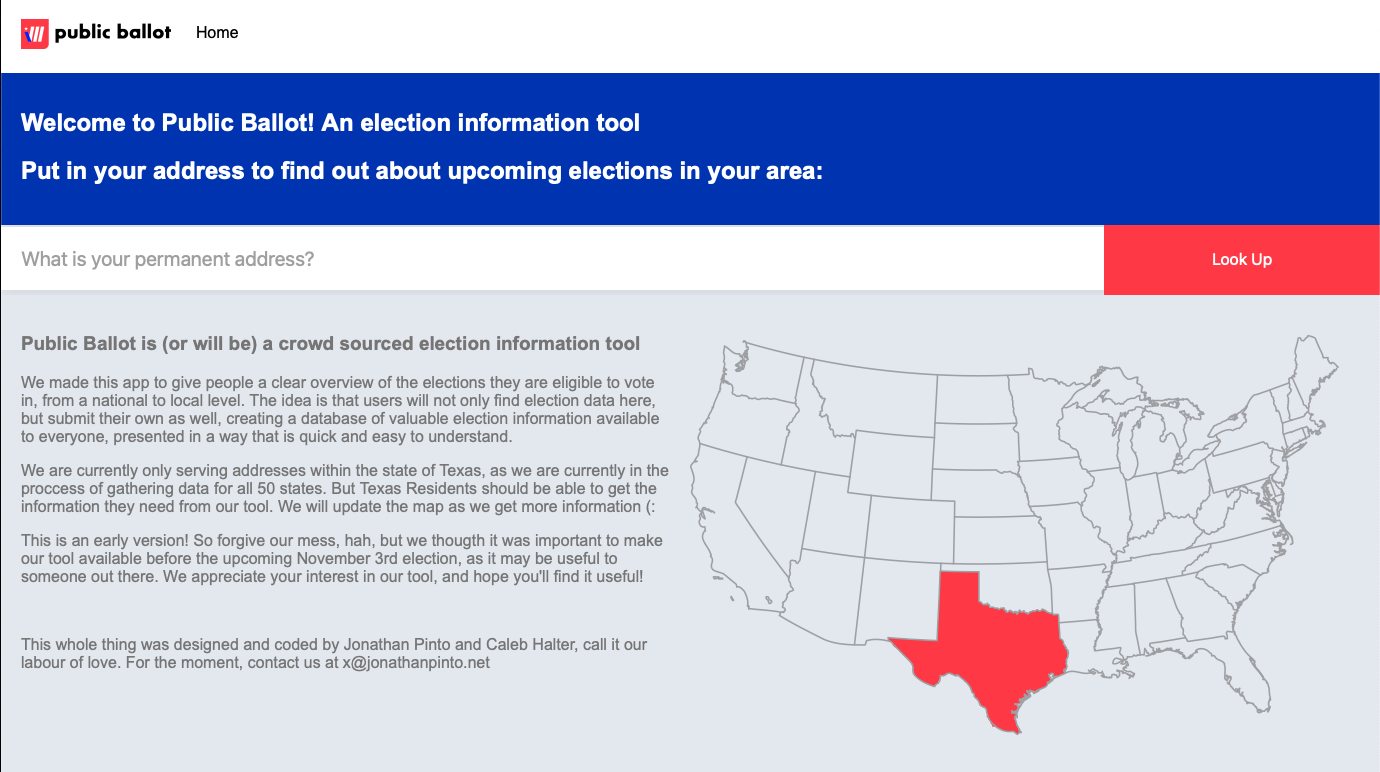 public ballot Home
Welcome to Public Ballot! An election information tool
Put in your address to find out about upcoming elections in your area:
What is your permanent address?
Look Up
Public Ballot is (or will be) a crowd sourced election information tool
We made this app to give people a clear overview of the elections they are eligible to vote
in, from a national to local level. The idea is that users will not only find election data here,
but submit their own as well, creating a database of valuable election information available
to everyone, presented in a way that is quick and easy to understand.
We are currently only serving addresses within the state of Texas, as we are currently in the
proccess of gathering data for all 50 states. But Texas Residents should be able to get the
information they need from our tool. We will update the map as we get more information (:
This is an early version! So forgive our mess, hah, but we thougth it was important to make
our tool available before the upcoming November 3rd election, as it may be useful to
someone out there. We appreciate your interest in our tool, and hope you'll find it useful!
This whole thing was designed and coded by Jonathan Pinto and Caleb Halter, call it our
labour of love. For the moment, contact us at x@jonathanpinto.net